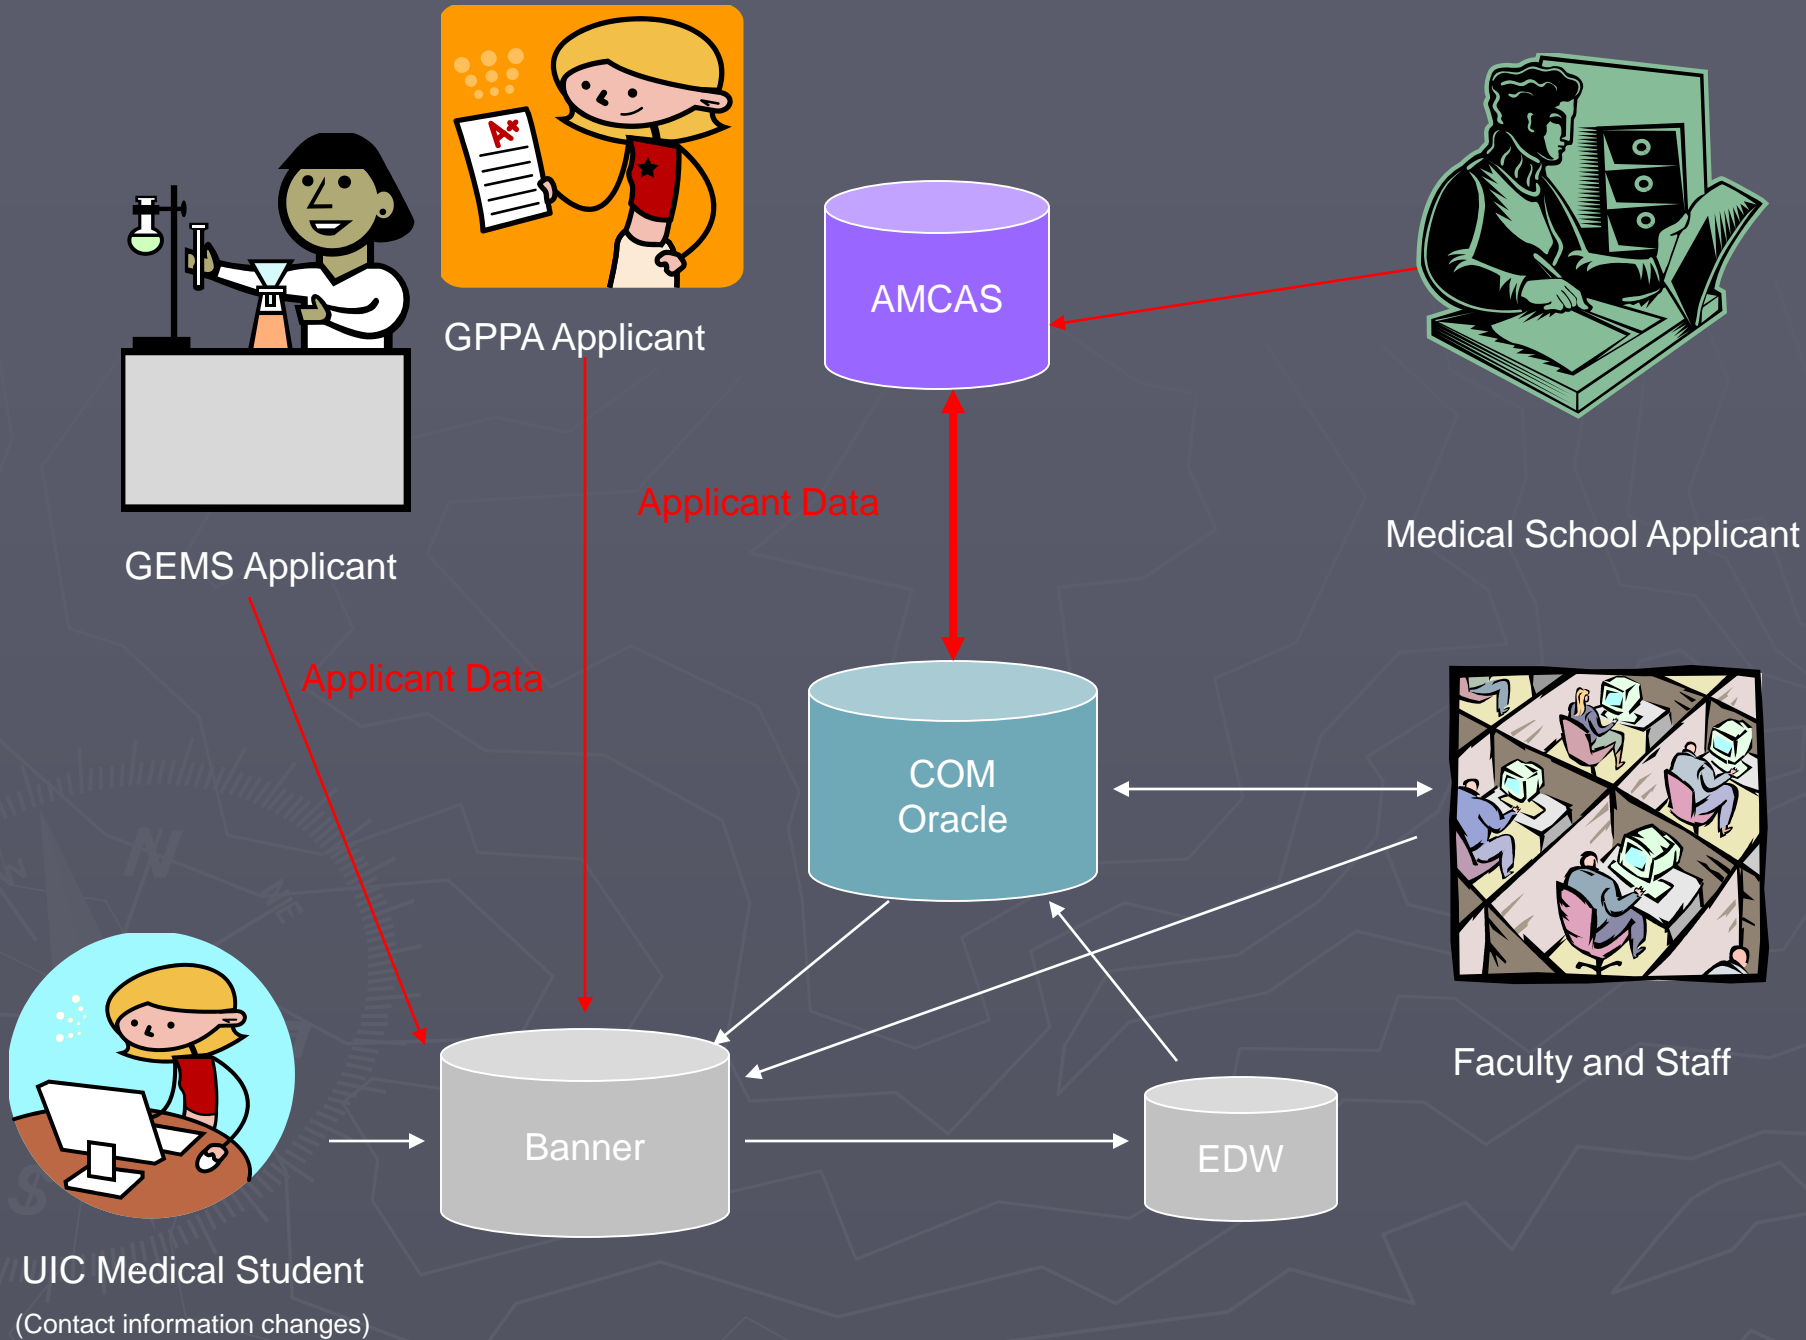 A+
GPPA Applicant
AMCAS
Applicant Data
Medical School Applicant
GEMS Applicant
Applicant Data
COM
Oracle
N
W
NE
Faculty and Staff
Banner
EDW
S
UIC Medical Student
(Contact information changes)